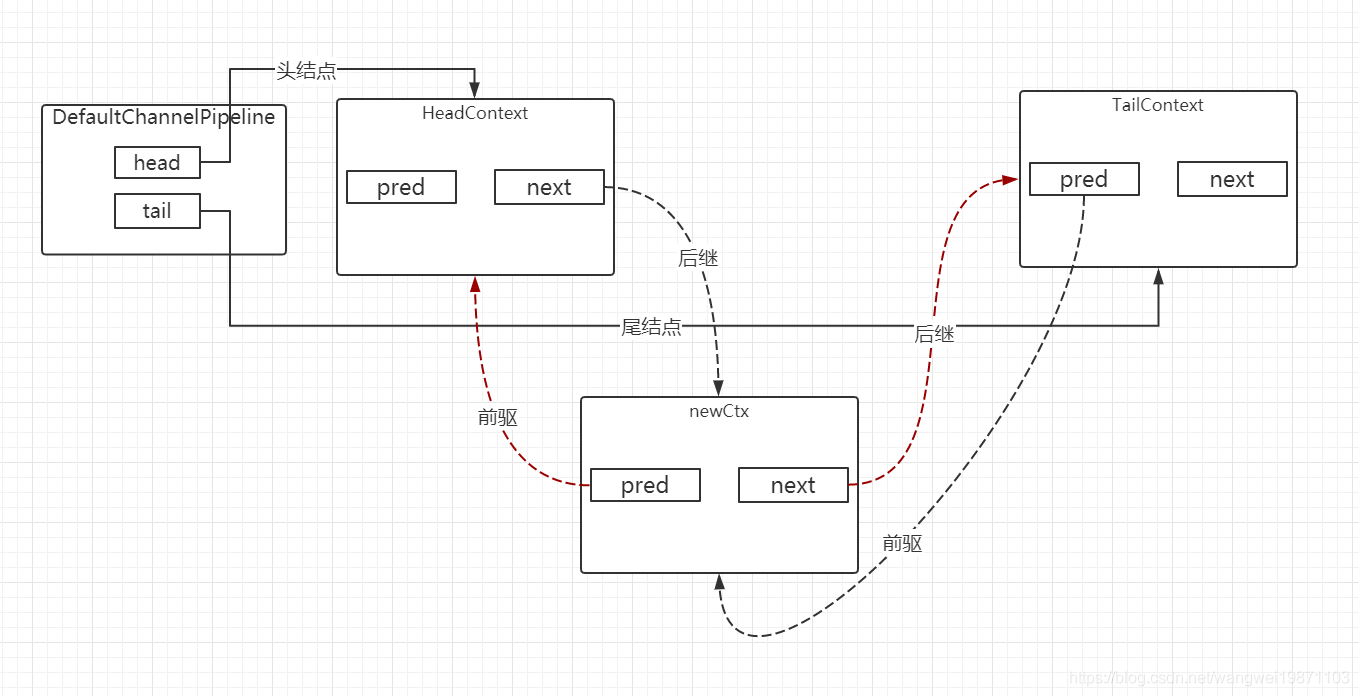 头结点
DefaultChannelPipeline
head
tail
HeadContext
pred
next
TailContext
pred
next
后继
尾结点
后继
前驱
newCtx
pred
next
前驱
https://blog.csdn.net/wangwei19871103